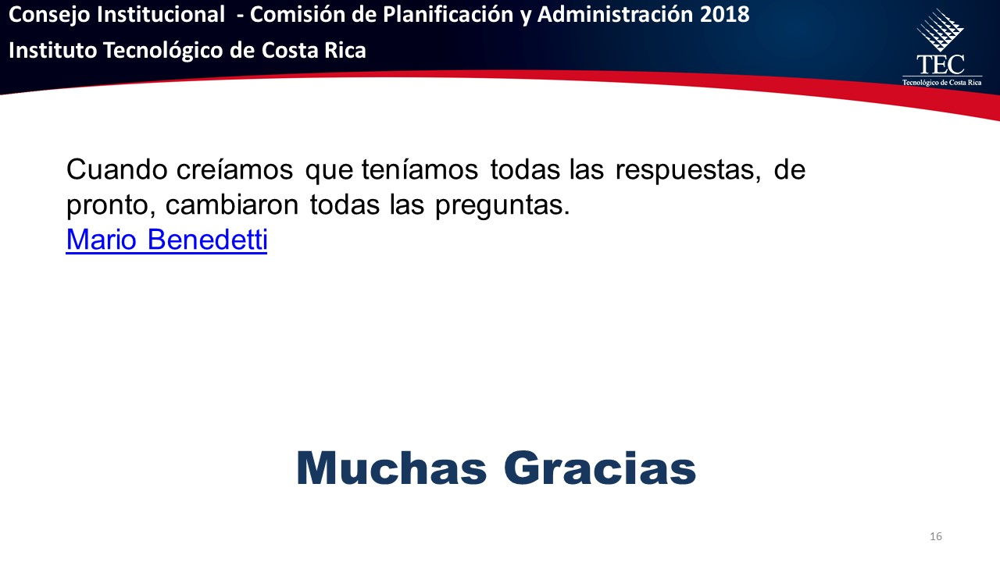 Consejo Institucional - Comisión de Planificación y Administración 2018
Instituto Tecnológico de Costa Rica
TEC
Tecnológico de Costa Rica
Cuando creíamos que teníamos todas las respuestas, de
pronto, cambiaron todas las preguntas.
Mario Benedetti
Muchas Gracias
16